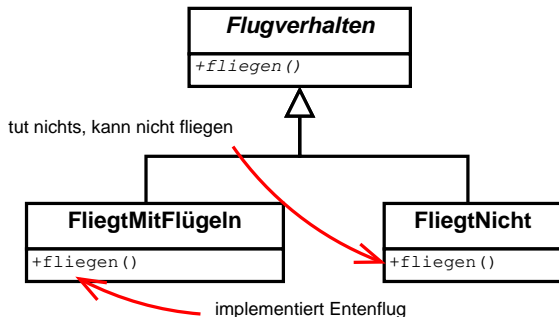 Flugverhalten
+fliegen()
tut nichts, kann nicht fliegen
FliegtMitFlügeln
FliegtNicht
+fliegen()
+fliegen()
implementiert Entenflug